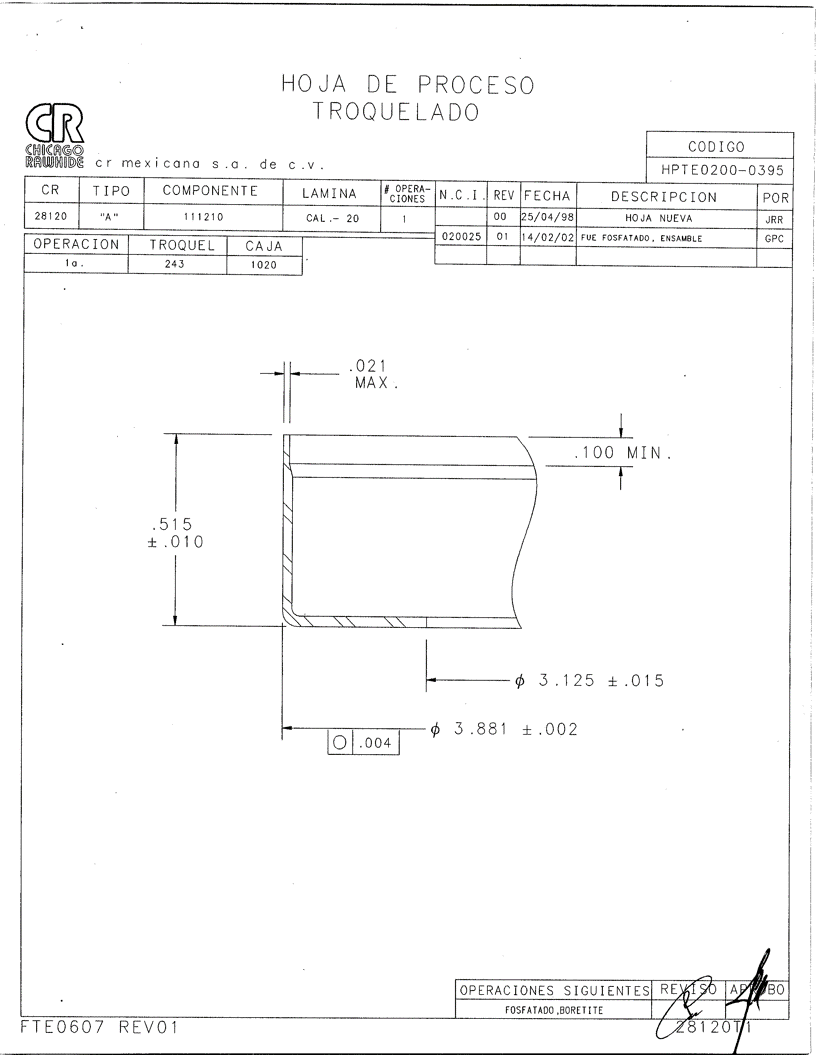 HOJA DE PROCESO
TROQUELADO
CR
CHICAGO
RAWHIDE cr mexicana s.a. de c.v.
CODIGO
HPTE0200-0395
CR TIPO COMPONENTE LAMINA # OPERA-CIONES N.C.I. REV FECHA DESCRIPCION POR
28120 "A" 111210 CAL.- 20 1 00 25/04/98 HOJA NUEVA JRR
020025 01 14/02/02 FUE FOSFATADO, ENSAMBLE GPC
OPERACION TROQUEL CAJA
1a. 243 1020
.021
MAX.
.100 MIN.
.515
±.010
ϕ 3.125 ±.015
ϕ 3.881 ±.002
.004
OPERACIONES SIGUIENTES REVISO APROBO
FOSFATADO,BORETITE
FTE0607 REV01 28120T1